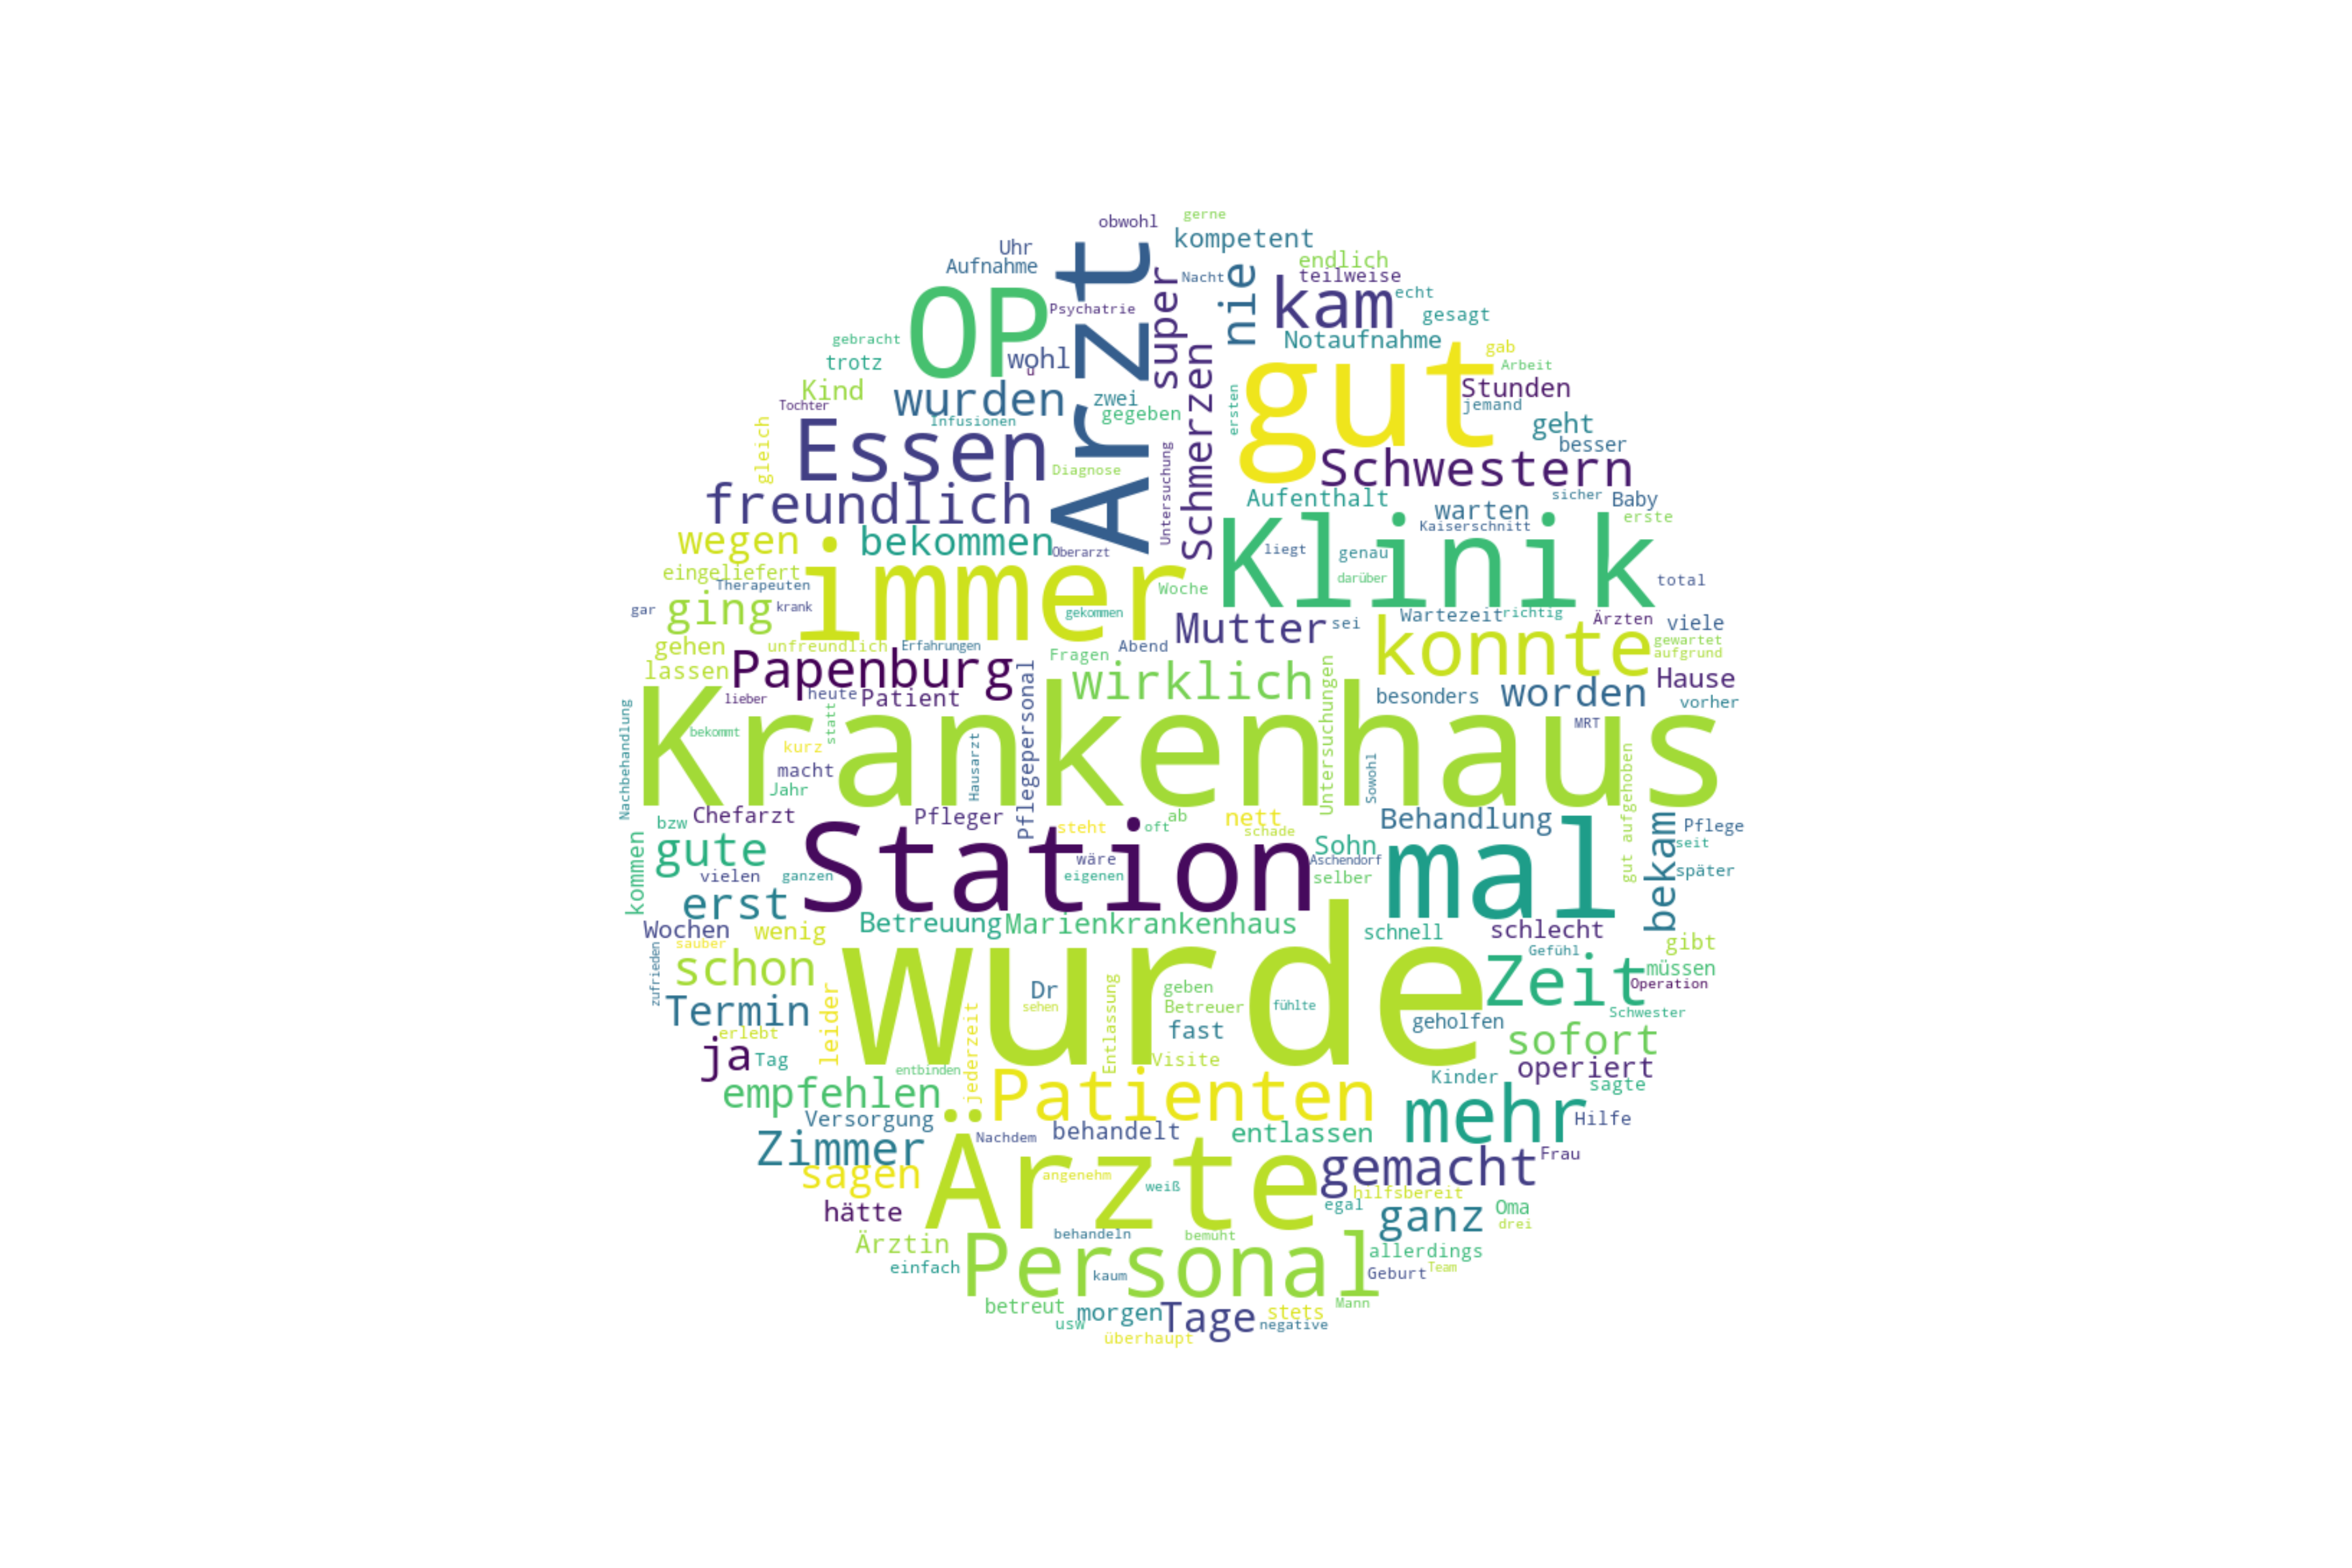 obwohl
gerne
kompetent
Uhr
Aufnahme
Arzt
super
Nacht
nie
endlich
teilweise
kam
echt
gesagt
OP
Psychatrie
gebracht
trotz
wohl
u
Notaufnahme
gut
gab
Arbeit
Kind
Tochter
wurden
zwei
gegeben
Infusionen
Schmerzen
ersten
Stunden
jemand
geht
besser
gleich
Essen
Diagnose
Untersuchung
Schwestern
freundlich
Aufenthalt
warten
sicher
Baby
Kaiserschnitt
erste
wegen
bekommen
Oberarzt
Klinik
liegt
genau
darüber
total
eingeliefert
Therapeuten
immer
Woche
gar
ging
krank
gekommen
Mutter
sei
Wartezeit
richtig
Ärzten
viele
gehen
unfreundlich
Erfahrungen
Fragen
Abend
konnte
gewartet
aufgrund
lassen
Papenburg
wirklich
Untersuchungen
besonders
worden
Hause
lieber
heute
Patient
Pflegepersonal
vorher
Nachbehandlung
Krankenhaus
bekommt
statt
kurz
MRT
macht
Hausarzt
Sowohl
gut aufgehoben
Jahr
bzw
Chefarzt
Pfleger
steht
oft
ab
nett
schade
Behandlung
bekam
Pflege
seit
kommen
gute
Station
wäre
Sohn
Aschendorf
mal
vielen
ganzen
eigenen
selber
später
erst
Betreuung
Marienkrankenhaus
schnell
schlecht
Wochen
wenig
sauber
Gefühl
gibt
zufrieden
schon
wurde
Zeit
müssen
Operation
Termin
leider
Dr
sehen
geben
Betreuer
fühlte
Schwester
erlebt
jederzeit
Entlassung
fast
geholfen
sofort
ja
Tag
entbinden
Visite
Kinder
operiert
sagte
empfehlen
Patienten
mehr
Hilfe
Versorgung
Nachdem
behandelt
entlassen
Zimmer
Ärzte
gemacht
Frau
sagen
angenehm
weiß
hilfsbereit
egal
ganz
Oma
drei
hätte
Ärztin
behandeln
bemüht
allerdings
einfach
Personal
kaum
Geburt
Team
betreut
morgen
Tage
stets
Mann
usw
negative
überhaupt